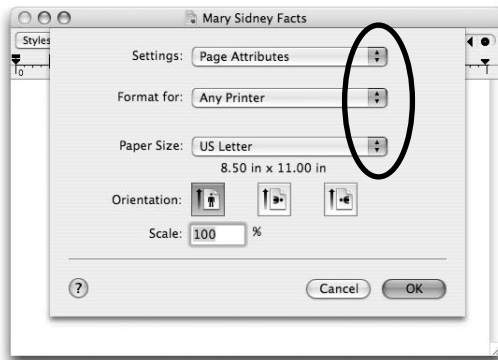 Mary Sidney Facts
Styles
0
Settings: Page Attributes
Format for: Any Printer
Paper Size: US Letter
8.50 in x 11.00 in
Orientation:
Scale: 100 %
? Cancel OK